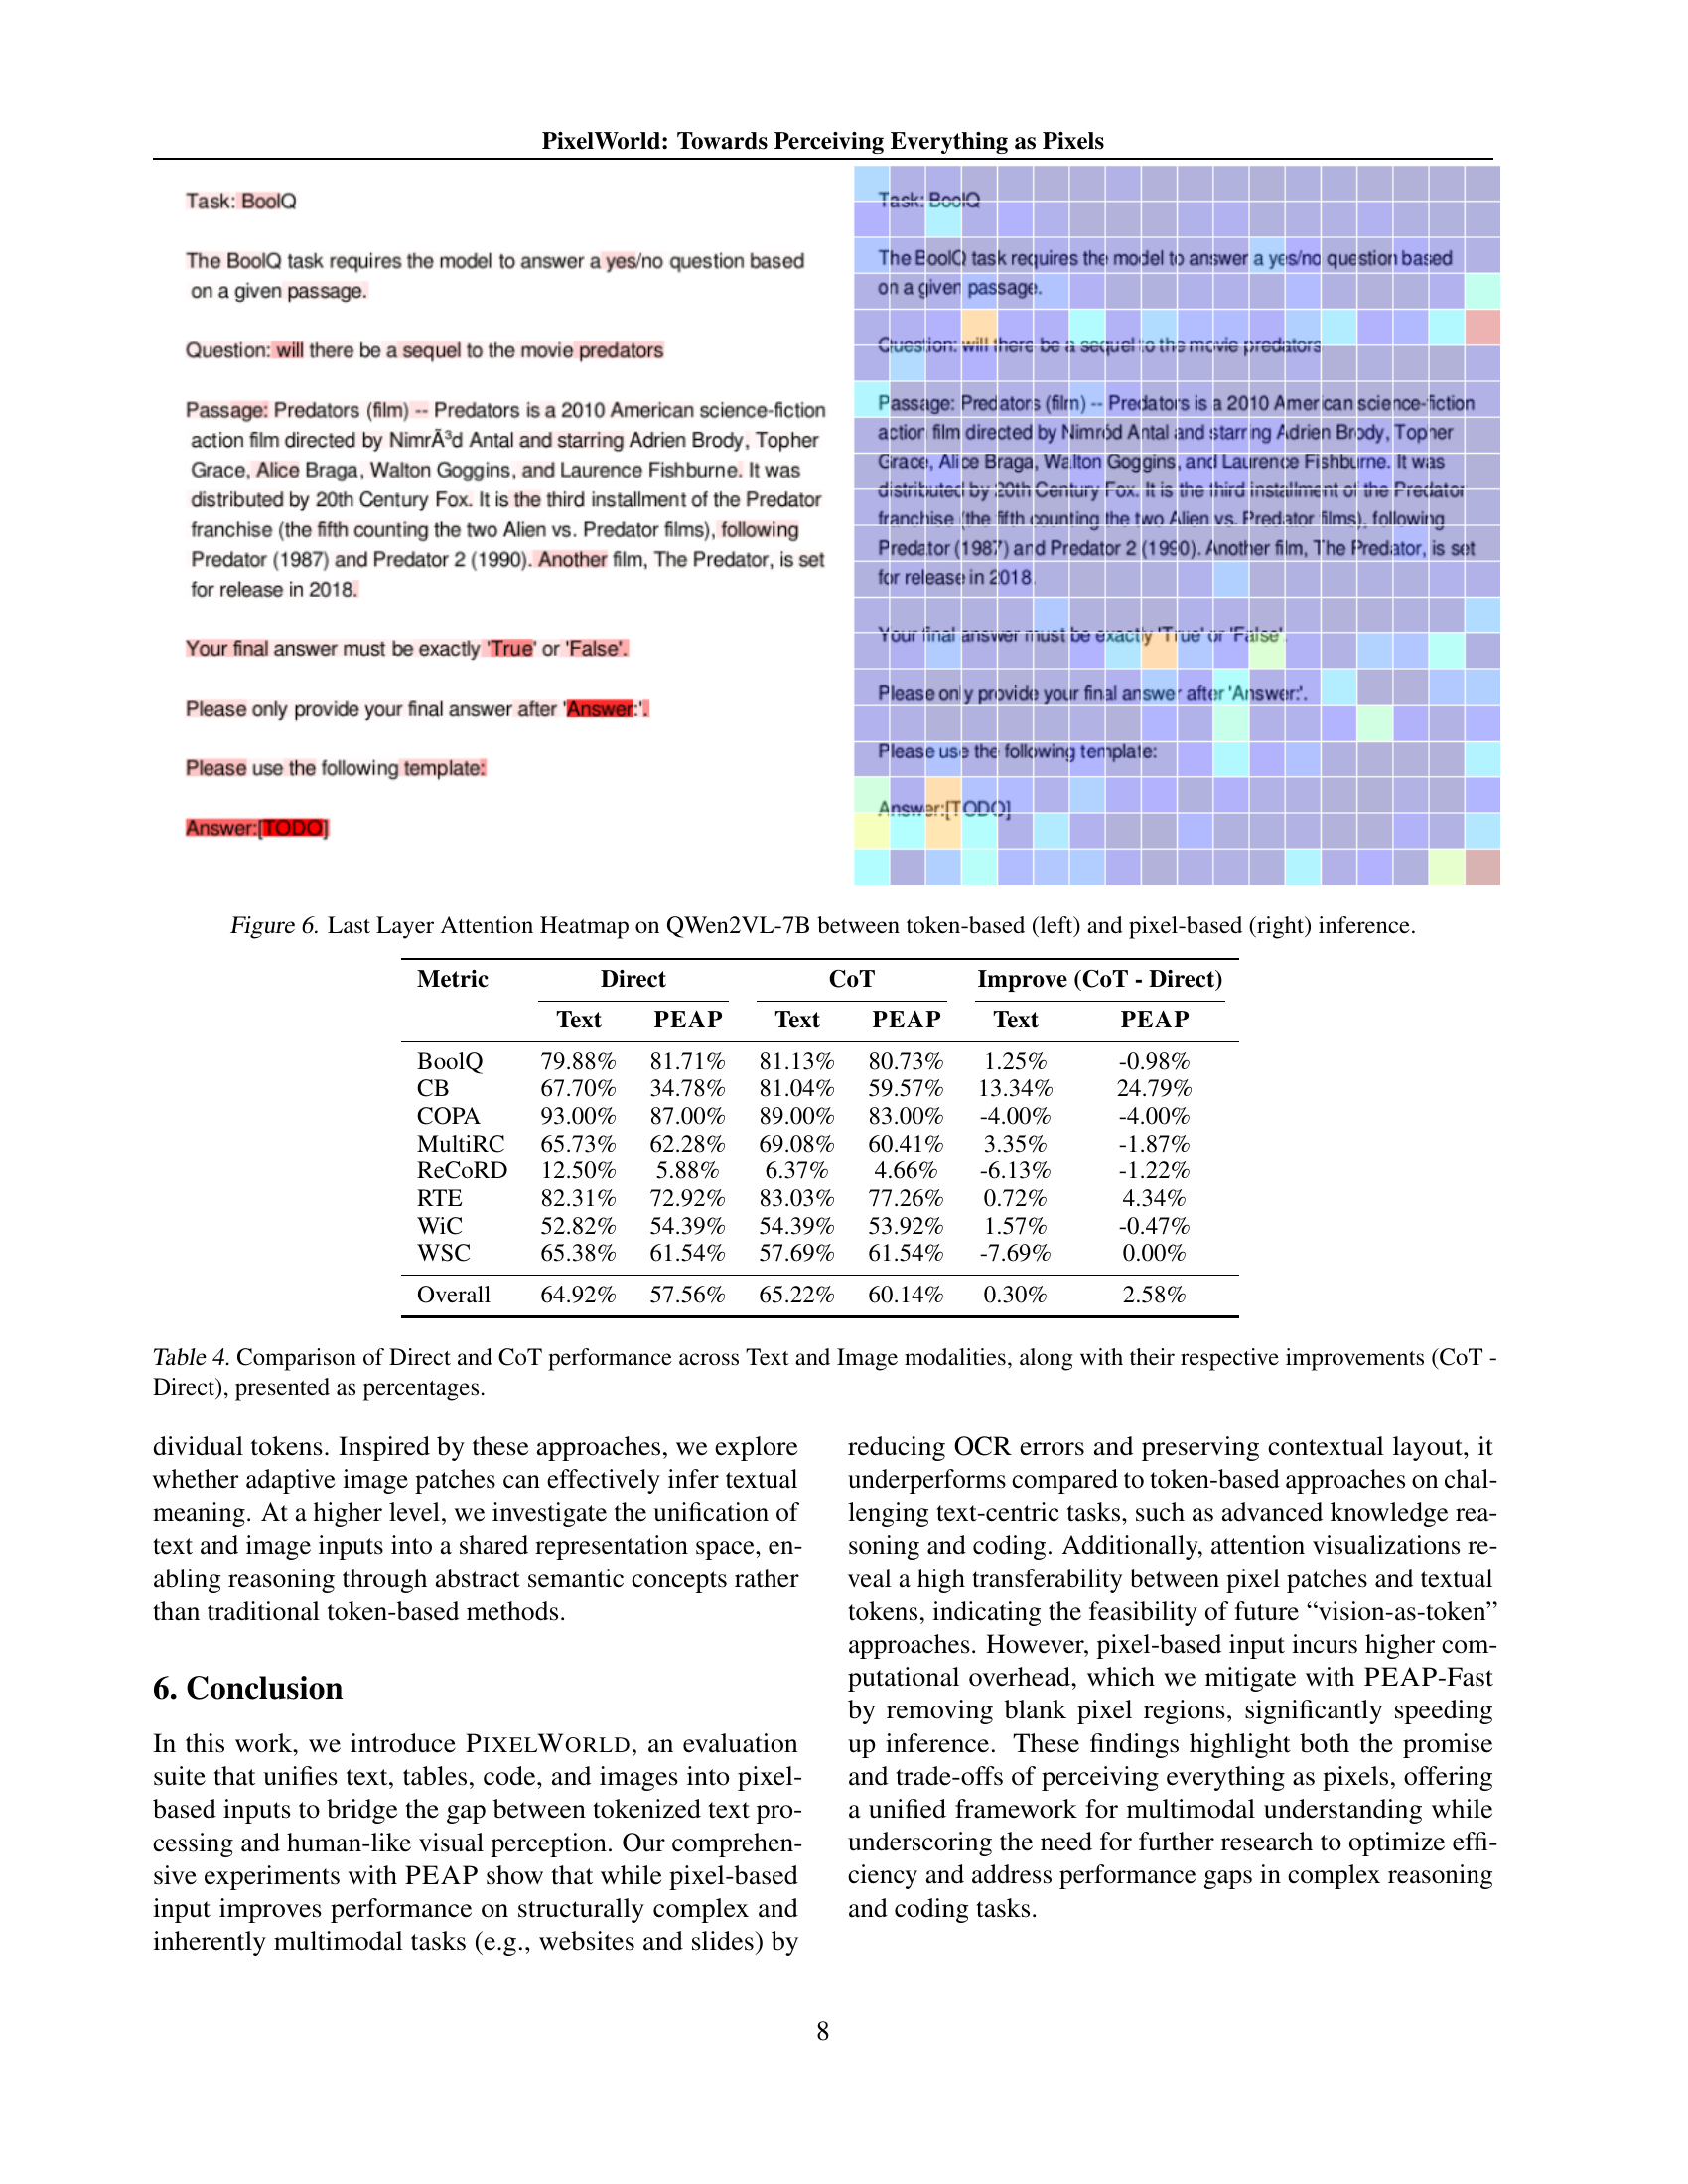 PixelWorld: Towards Perceiving Everything as Pixels
Task: BoolQ
The BoolQ task requires the model to answer a yes/no question based
on a given passage.
Question: will there be a sequel to the movie predators
Passage: Predators (film) -- Predators is a 2010 American science-fiction
action film directed by NimrÃ³d Antal and starring Adrien Brody, Topher
Grace, Alice Braga, Walton Goggins, and Laurence Fishburne. It was
distributed by 20th Century Fox. It is the third installment of the Predator
franchise (the fifth counting the two Alien vs. Predator films), following
Predator (1987) and Predator 2 (1990). Another film, The Predator, is set
for release in 2018.
Your final answer must be exactly 'True' or 'False'.
Please only provide your final answer after 'Answer:'.
Please use the following template:
Answer:[TODO]
Task: BoolQ
The BoolQ task requires the model to answer a yes/no question based
on a given passage.
Question: will there be a sequel to the movie predators
Passage: Predators (film) -- Predators is a 2010 American science-fiction
action film directed by Nimród Antal and starring Adrien Brody, Topher
Grace, Alice Braga, Walton Goggins, and Laurence Fishburne. It was
distributed by 20th Century Fox. It is the third installment of the Predator
franchise (the fifth counting the two Alien vs. Predator films), following
Predator (1987) and Predator 2 (1990). Another film, The Predator, is set
for release in 2018.
Your final answer must be exactly 'True' or 'False'.
Please only provide your final answer after 'Answer:'.
Please use the following template:
Answer:[TODO]
Figure 6. Last Layer Attention Heatmap on QWen2VL-7B between token-based (left) and pixel-based (right) inference.
Metric Direct CoT Improve (CoT - Direct)
Text PEAP Text PEAP Text PEAP
BoolQ 79.88% 81.71% 81.13% 80.73% 1.25% -0.98%
CB 67.70% 34.78% 81.04% 59.57% 13.34% 24.79%
COPA 93.00% 87.00% 89.00% 83.00% -4.00% -4.00%
MultiRC 65.73% 62.28% 69.08% 60.41% 3.35% -1.87%
ReCoRD 12.50% 5.88% 6.37% 4.66% -6.13% -1.22%
RTE 82.31% 72.92% 83.03% 77.26% 0.72% 4.34%
WiC 52.82% 54.39% 54.39% 53.92% 1.57% -0.47%
WSC 65.38% 61.54% 57.69% 61.54% -7.69% 0.00%
Overall 64.92% 57.56% 65.22% 60.14% 0.30% 2.58%
Table 4. Comparison of Direct and CoT performance across Text and Image modalities, along with their respective improvements (CoT -
Direct), presented as percentages.
dividual tokens. Inspired by these approaches, we explore
whether adaptive image patches can effectively infer textual
meaning. At a higher level, we investigate the unification of
text and image inputs into a shared representation space, en-
abling reasoning through abstract semantic concepts rather
than traditional token-based methods.
6. Conclusion
In this work, we introduce PIXELWORLD, an evaluation
suite that unifies text, tables, code, and images into pixel-
based inputs to bridge the gap between tokenized text pro-
cessing and human-like visual perception. Our comprehen-
sive experiments with PEAP show that while pixel-based
input improves performance on structurally complex and
inherently multimodal tasks (e.g., websites and slides) by
reducing OCR errors and preserving contextual layout, it
underperforms compared to token-based approaches on chal-
lenging text-centric tasks, such as advanced knowledge rea-
soning and coding. Additionally, attention visualizations re-
veal a high transferability between pixel patches and textual
tokens, indicating the feasibility of future “vision-as-token”
approaches. However, pixel-based input incurs higher com-
putational overhead, which we mitigate with PEAP-Fast
by removing blank pixel regions, significantly speeding
up inference. These findings highlight both the promise
and trade-offs of perceiving everything as pixels, offering
a unified framework for multimodal understanding while
underscoring the need for further research to optimize effi-
ciency and address performance gaps in complex reasoning
and coding tasks.
8